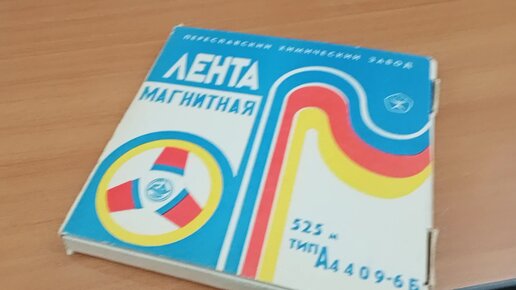 ПЕРЕСЛАВСКИЙ ХИМИЧЕСКИЙ ЗАВОД
ЛЕНТА
МАГНИТНАЯ
525 м
ТИП А4409-6Б